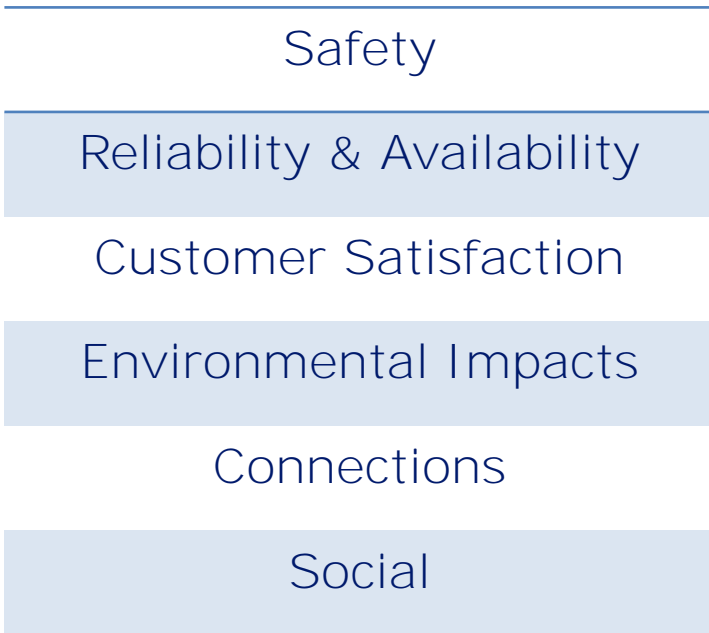 Safety
Reliability & Availability
Customer Satisfaction
Environmental Impacts
Connections
Social